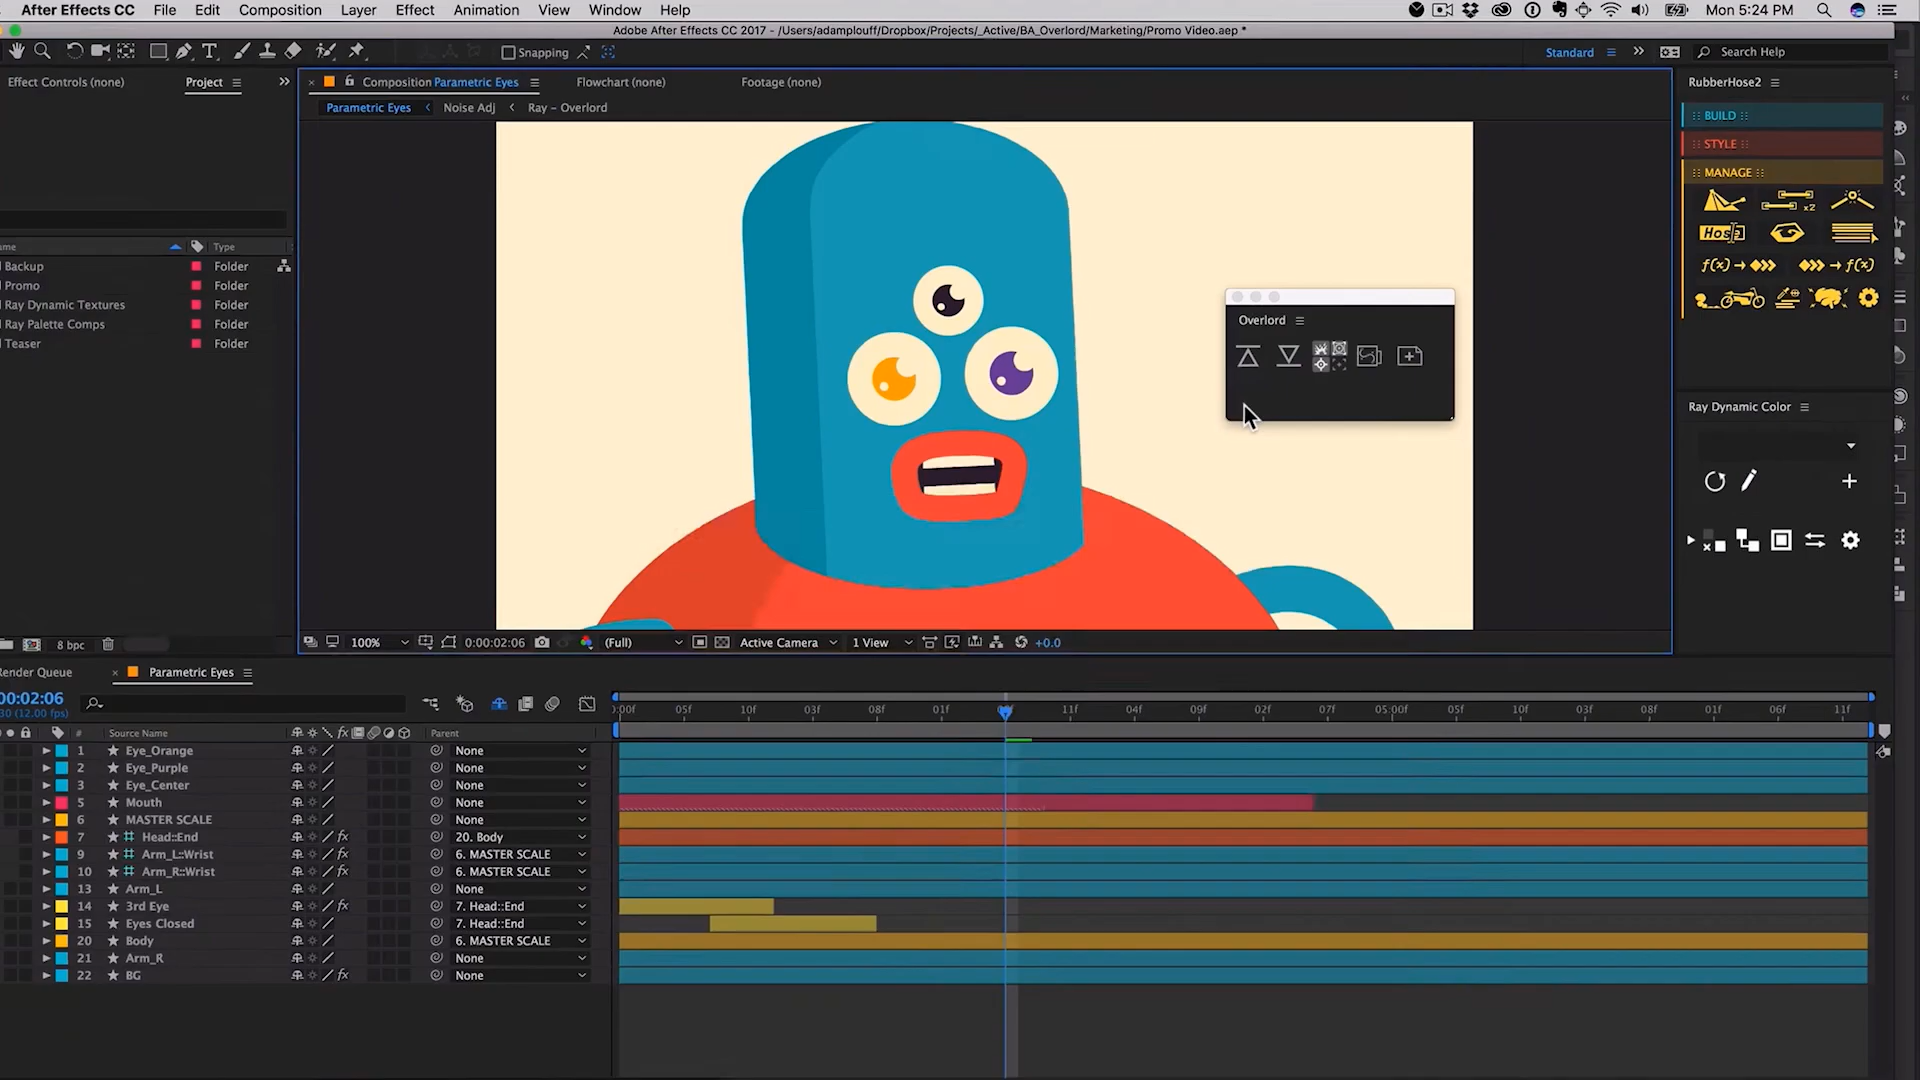 After Effects CC File Edit Composition Layer Effect Animation View Window Help Mon 5:24 PM
Adobe After Effects CC 2017 - /Users/adamplouff/Dropbox/Projects/_Active/BA_Overlord/Marketing/Promo Video.aep *
Snapping Standard Search Help
Effect Controls (none) Project Composition Parametric Eyes Flowchart (none) Footage (none) RubberHose2
Parametric Eyes Noise Adj Ray – Overlord
:: BUILD ::
:: STYLE ::
:: MANAGE ::
x2
Hose
f(x) f(x)
Type
Backup Folder
Promo Folder
Ray Dynamic Textures Folder
Ray Palette Comps Folder
Teaser Folder
Overlord
Ray Dynamic Color
8 bpc 100% 0:00:02:06 (Full) Active Camera 1 View +0.0
Render Queue Parametric Eyes
00:02:06
30 (12.00 fps)
:00f 05f 10f 03f 08f 01f 11f 04f 09f 02f 07f 05:00f 05f 10f 03f 08f 01f 06f 11f
# Source Name fx Parent
1 Eye_Orange None
2 Eye_Purple None
3 Eye_Center None
5 Mouth None
6 MASTER SCALE None
7 Head::End fx 20. Body
9 Arm_L::Wrist fx 6. MASTER SCALE
10 Arm_R::Wrist fx 6. MASTER SCALE
13 Arm_L None
14 3rd Eye fx 7. Head::End
15 Eyes Closed 7. Head::End
20 Body 6. MASTER SCALE
21 Arm_R None
22 BG fx None